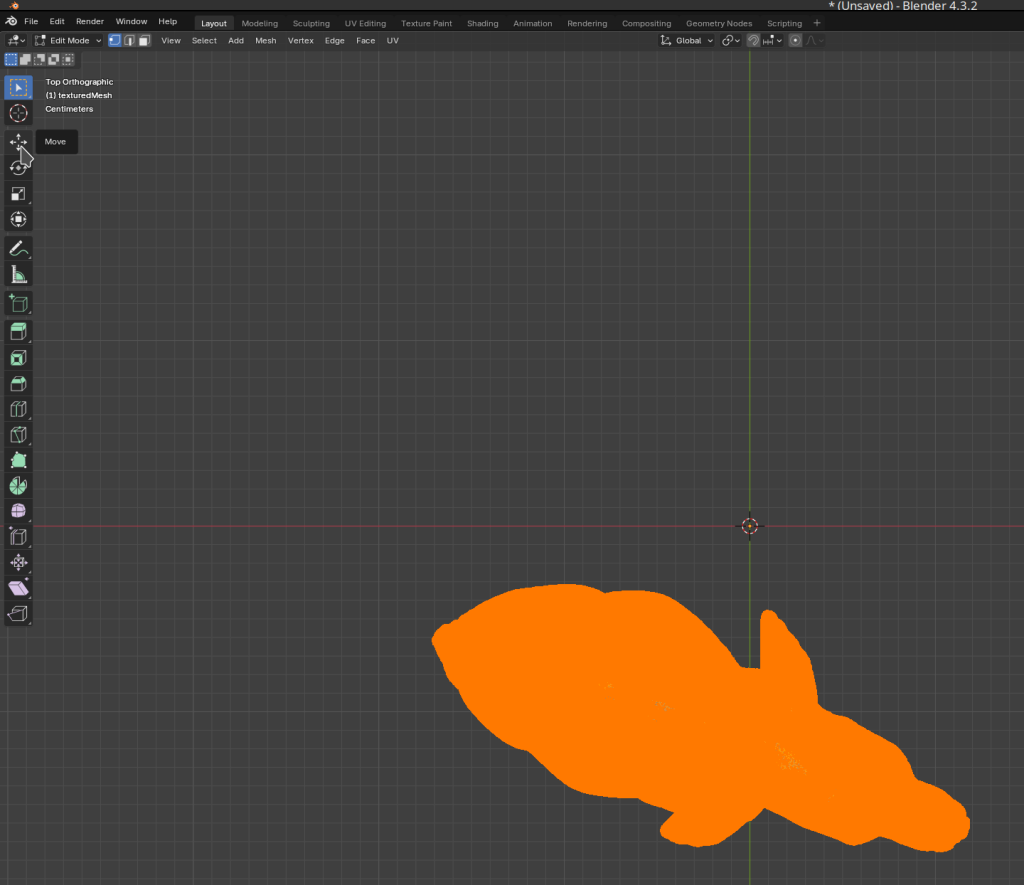 * (Unsaved) - Blender 4.3.2
File Edit Render Window Help Layout Modeling Sculpting UV Editing Texture Paint Shading Animation Rendering Compositing Geometry Nodes Scripting +
Edit Mode View Select Add Mesh Vertex Edge Face UV Global
Top Orthographic
(1) texturedMesh
Centimeters
Move